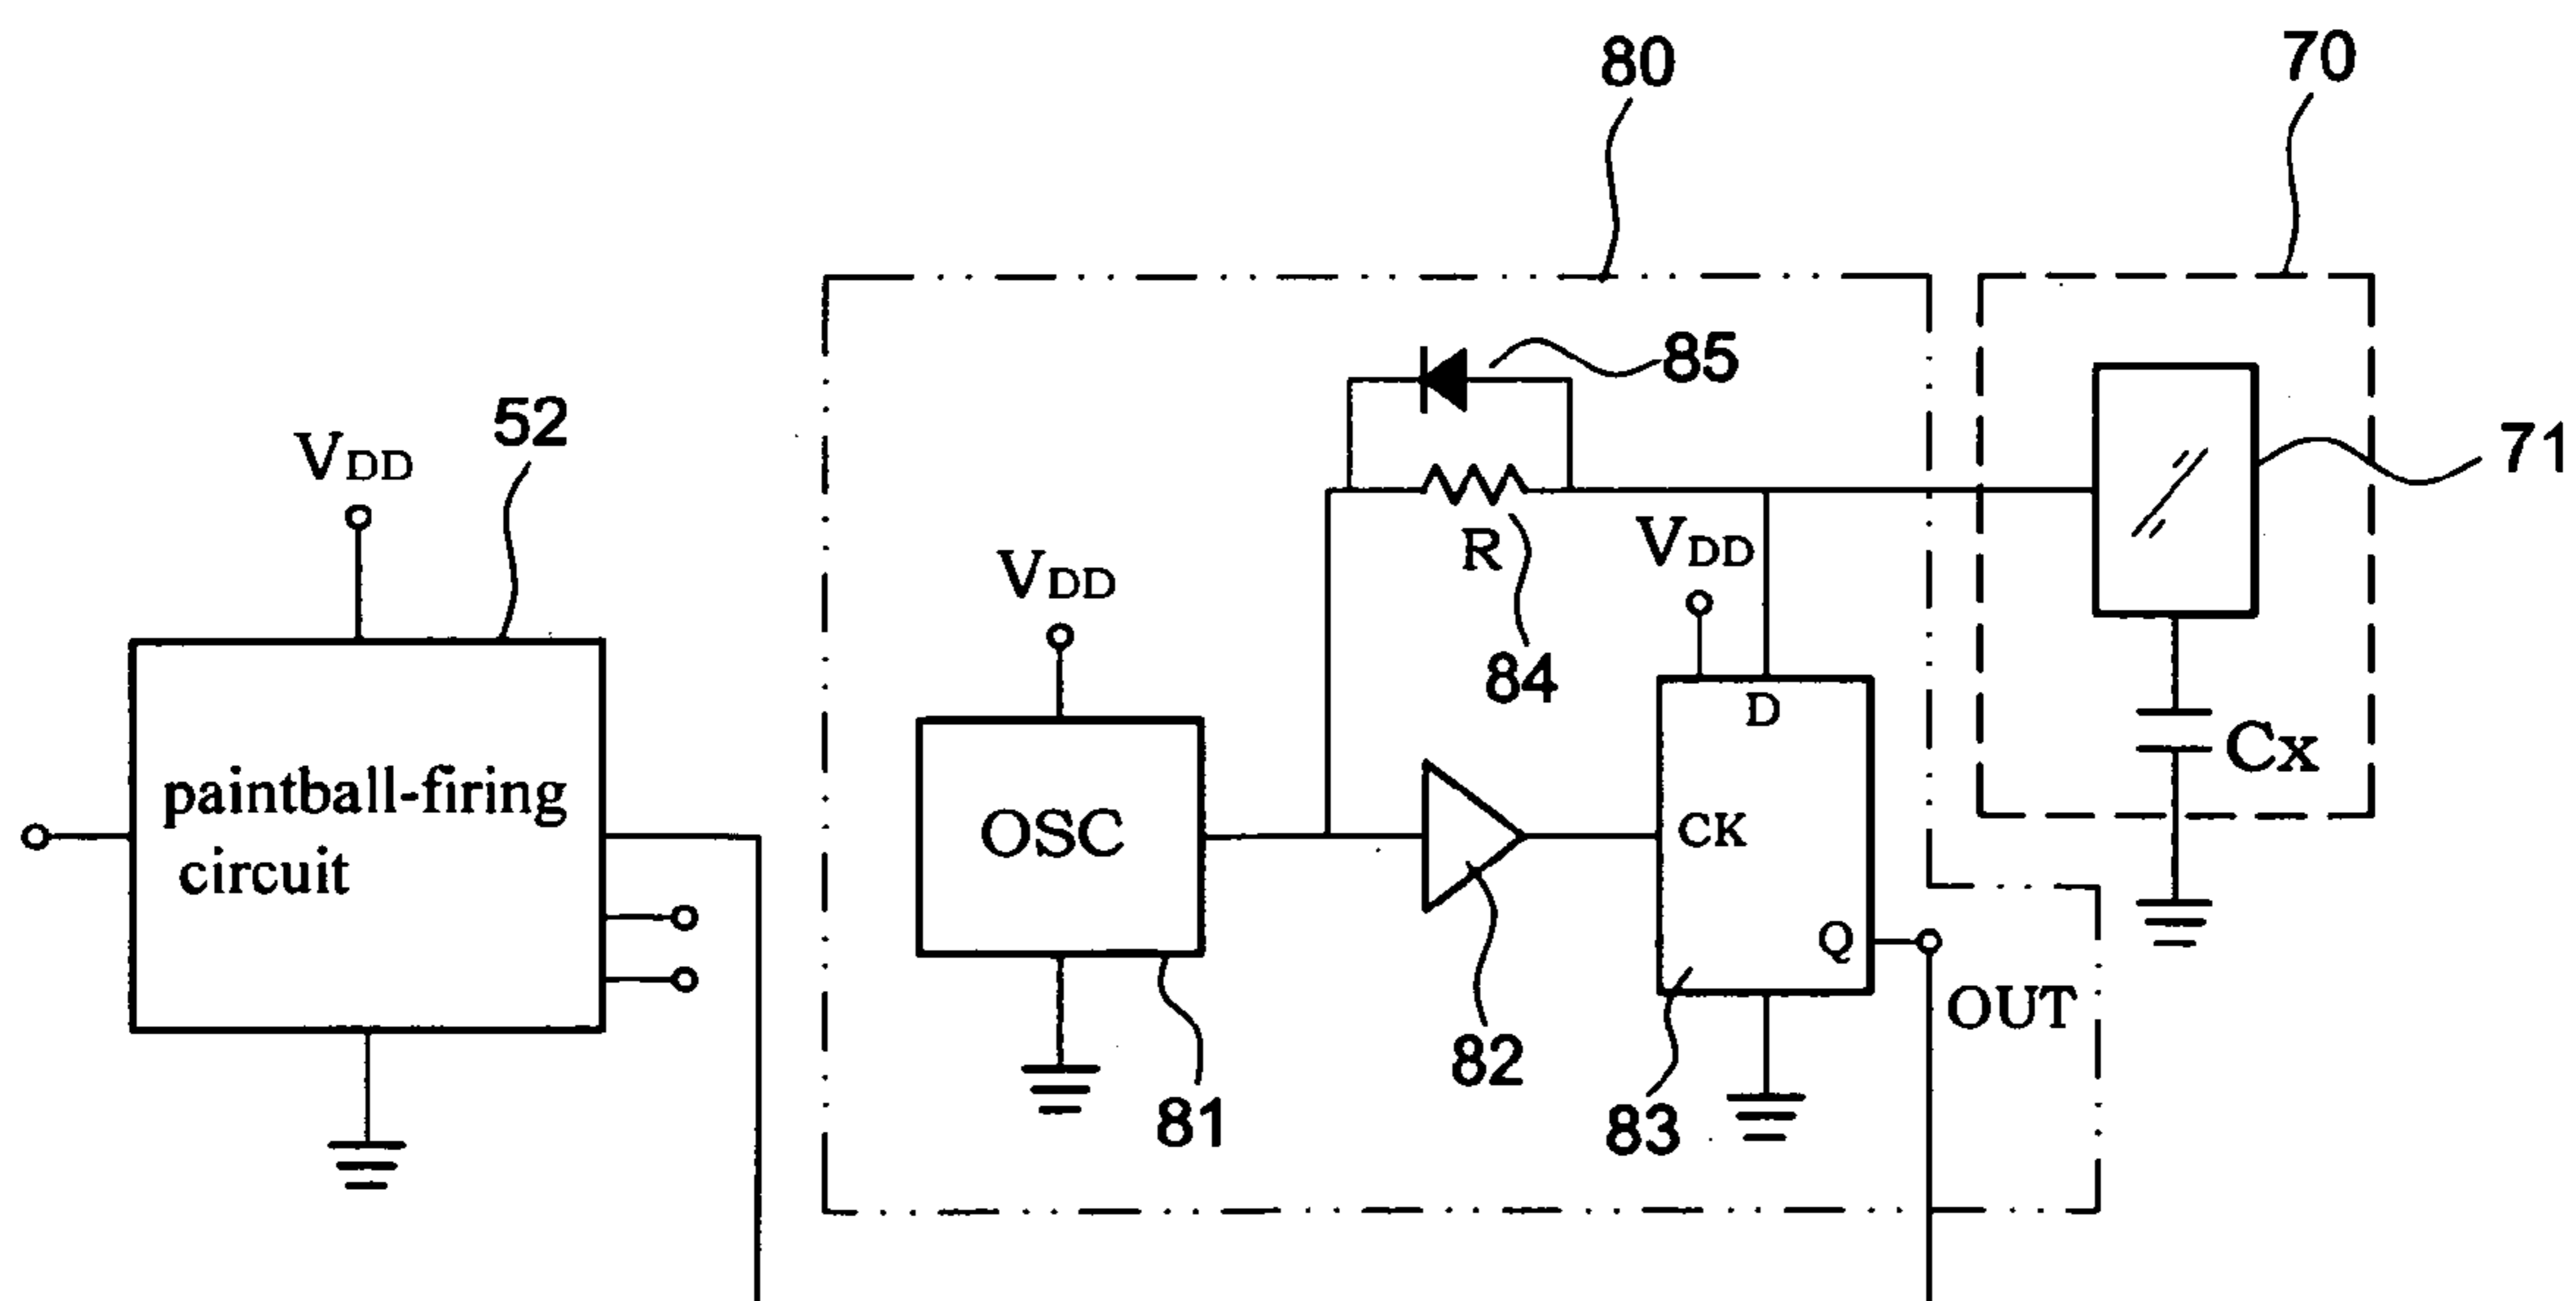 80
70
85
52
VDD
71
R
VDD
VDD
84
D
paintball-firing
circuit
OSC
CK
Cx
Q
OUT
82
81
83